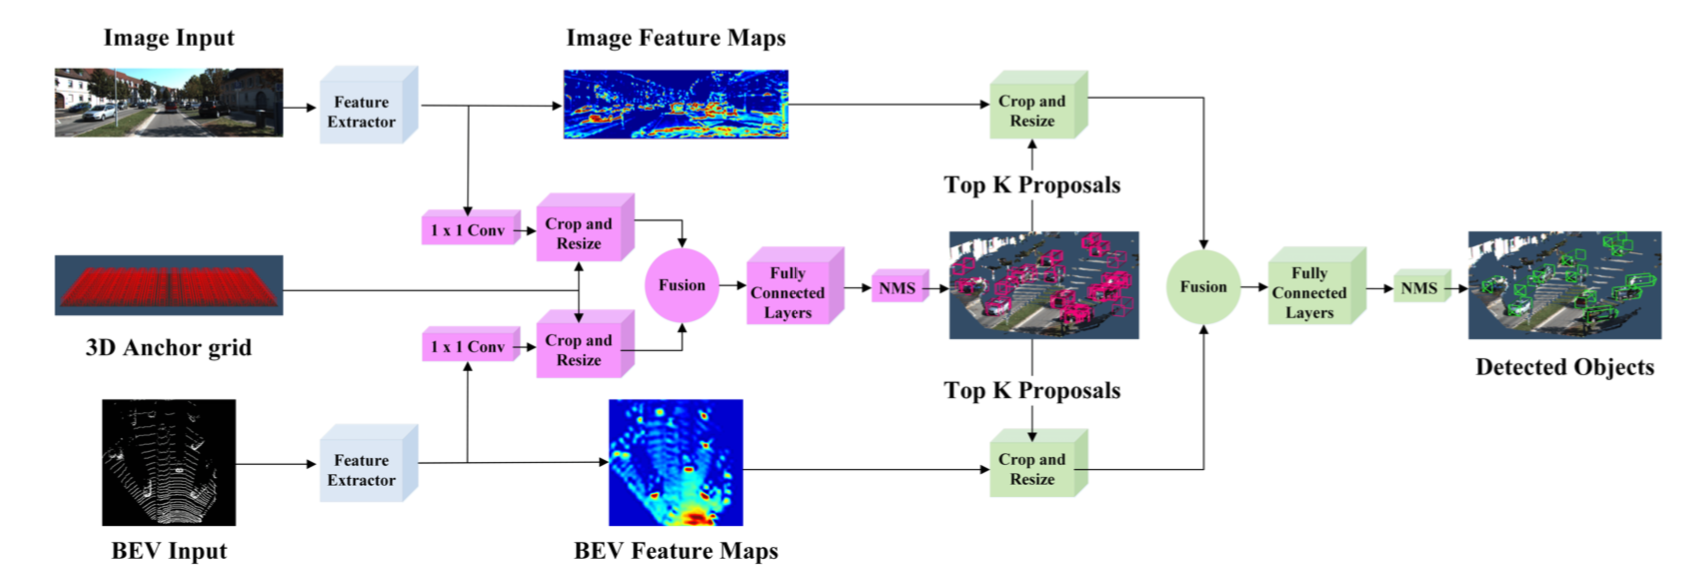 Image Input
Image Feature Maps
Feature
Extractor
Crop and
Resize
Top K Proposals
1 x 1 Conv
Crop and
Resize
3D Anchor grid
Fusion
Fully
Connected
Layers
NMS
Fusion
Fully
Connected
Layers
NMS
Detected Objects
1 x 1 Conv
Crop and
Resize
Top K Proposals
Feature
Extractor
Crop and
Resize
BEV Input
BEV Feature Maps